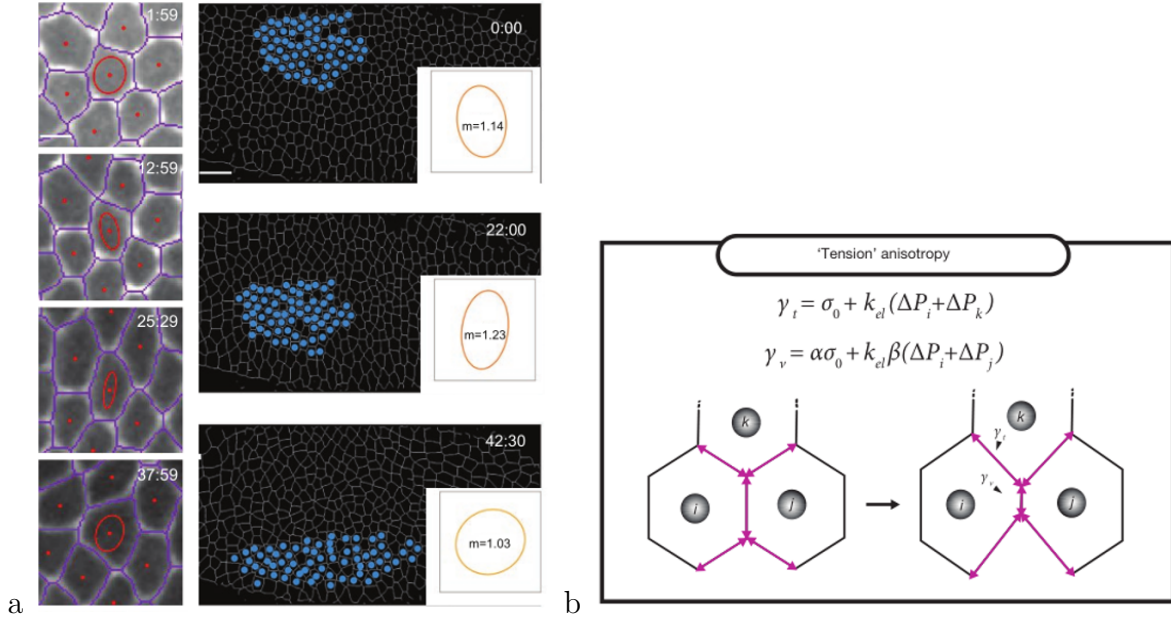 1:59
12:59
25:29
37:59
0:00
m=1.14
22:00
m=1.23
42:30
m=1.03
a
'Tension' anisotropy
γ_t = σ_0 + k_el (ΔP_i+ΔP_k)
γ_v = ασ_0 + k_el β(ΔP_i+ΔP_j)
k
γ_t
γ_v
i
j
k
i
j
b